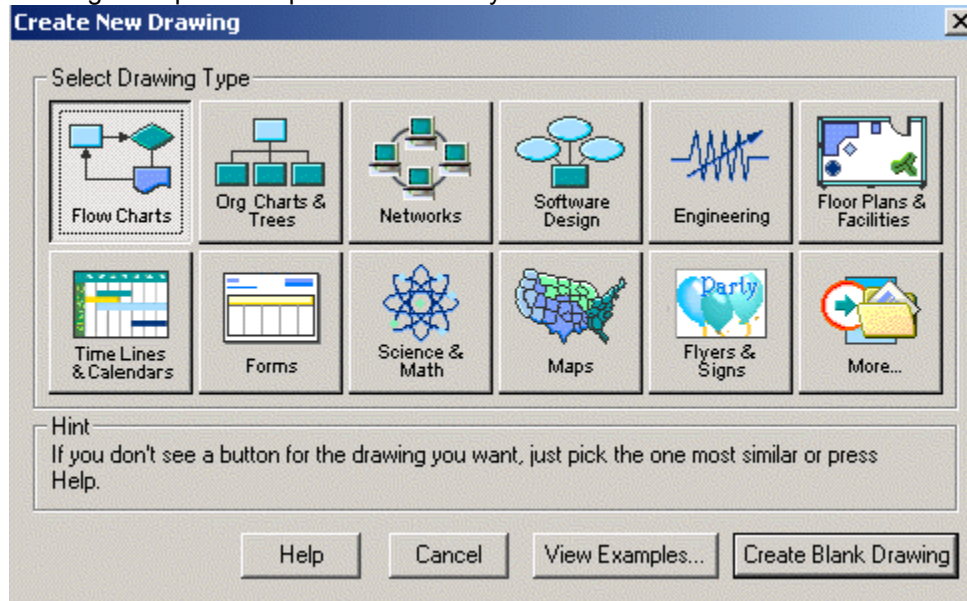 Create New Drawing
Select Drawing Type
Flow Charts
Org Charts &
Trees
Networks
Software
Design
Engineering
Floor Plans &
Facilities
Time Lines
& Calendars
Forms
Science &
Math
Maps
Party
Flyers &
Signs
More...
Hint
If you don't see a button for the drawing you want, just pick the one most similar or press
Help.
Help
Cancel
View Examples...
Create Blank Drawing